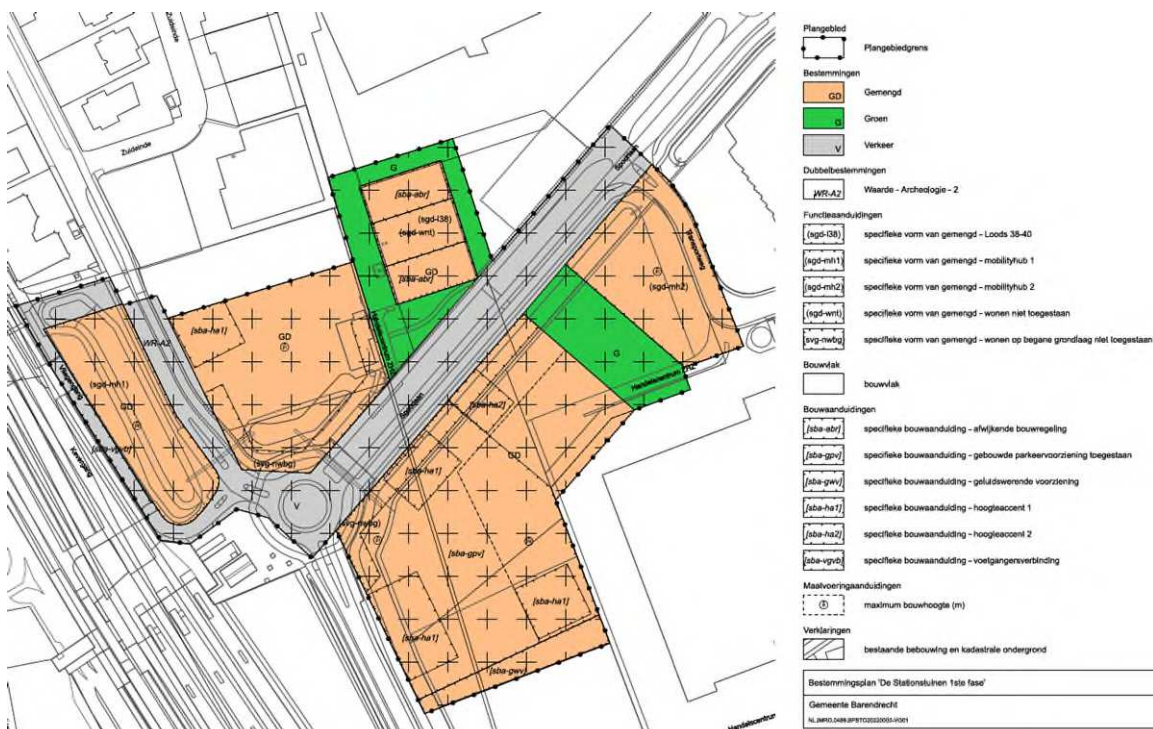 Zuideinde
Zuideinde
Spoorlaan
G
[sba-abr]
(sgd-l38)
(sgd-wnt)
GD
[sba-abr]
Transportweg
(sgd-mh2)
WR-A2
[sba-ha1]
GD
G
(sgd-mh1)
GD
[sba-ha2]
Spoorlaan
GD
[sba-vgvb]
(svg-nwbg)
[sba-ha1]
V
(svg-nwbg)
[sba-gpv]
[sba-ha1]
[sba-ha1]
[sba-gwv]
Plangebied
Plangebiedgrens
Bestemmingen
GD Gemengd
G Groen
V Verkeer
Dubbelbestemmingen
WR-A2 Waarde - Archeologie - 2
Functieaanduidingen
(sgd-l38) specifieke vorm van gemengd - Loods 38-40
(sgd-mh1) specifieke vorm van gemengd - mobilityhub 1
(sgd-mh2) specifieke vorm van gemengd - mobilityhub 2
(sgd-wnt) specifieke vorm van gemengd - wonen niet toegestaan
(svg-nwbg) specifieke vorm van gemengd - wonen op begane grondlaag niet toegestaan
Bouwvlak
bouwvlak
Bouwaanduidingen
[sba-abr] specifieke bouwaanduiding - afwijkende bouwregeling
[sba-gpv] specifieke bouwaanduiding - gebouwde parkeervoorziening toegestaan
[sba-gwv] specifieke bouwaanduiding - geluidswerende voorziening
[sba-ha1] specifieke bouwaanduiding - hoogteaccent 1
[sba-ha2] specifieke bouwaanduiding - hoogteaccent 2
[sba-vgvb] specifieke bouwaanduiding - voetgangersverbinding
Maatvoeringaanduidingen
maximum bouwhoogte (m)
Verklaringen
bestaande bebouwing en kadastrale ondergrond
Bestemmingsplan 'De Stationstuinen 1ste fase'
Gemeente Barendrecht